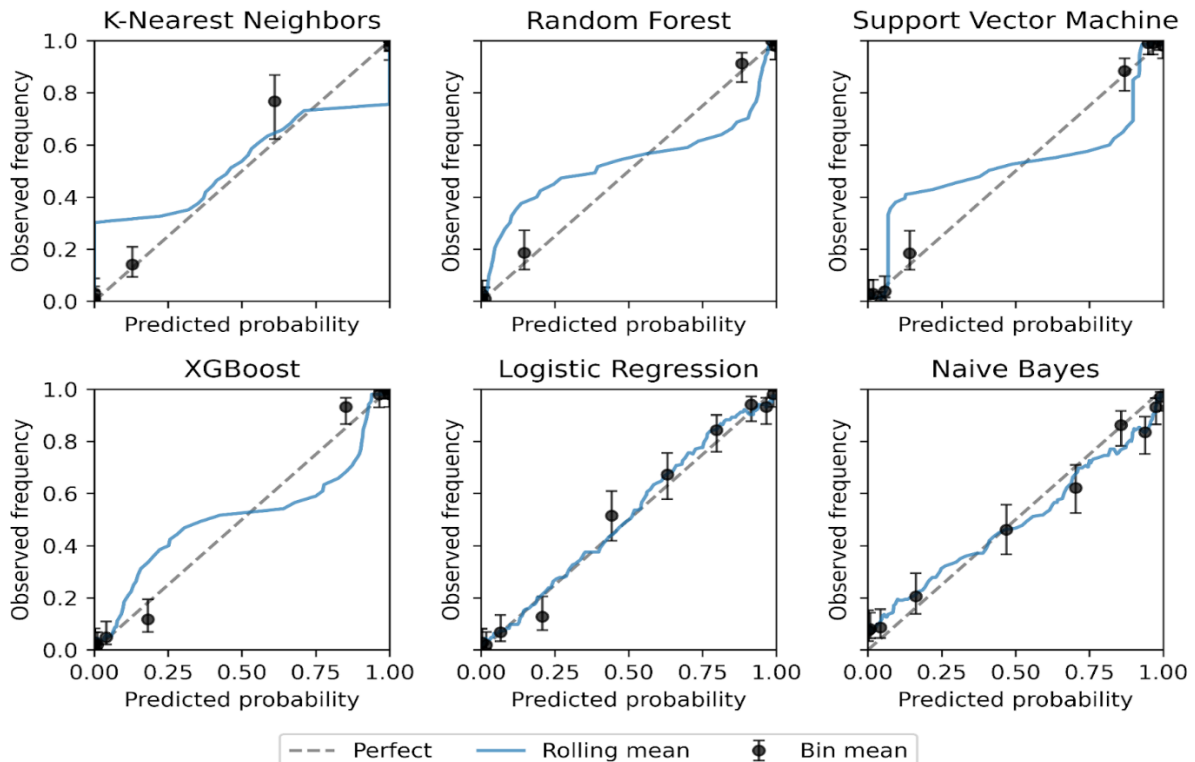 K-Nearest Neighbors
Random Forest
Support Vector Machine
1.0
0.8
0.6
0.4
0.2
0.0
Observed frequency
Observed frequency
Observed frequency
Predicted probability
Predicted probability
Predicted probability
XGBoost
Logistic Regression
Naive Bayes
1.0
0.8
0.6
0.4
0.2
0.0
Observed frequency
Observed frequency
Observed frequency
0.00 0.25 0.50 0.75 1.00
0.00 0.25 0.50 0.75 1.00
0.00 0.25 0.50 0.75 1.00
Predicted probability
Predicted probability
Predicted probability
Perfect
Rolling mean
Bin mean